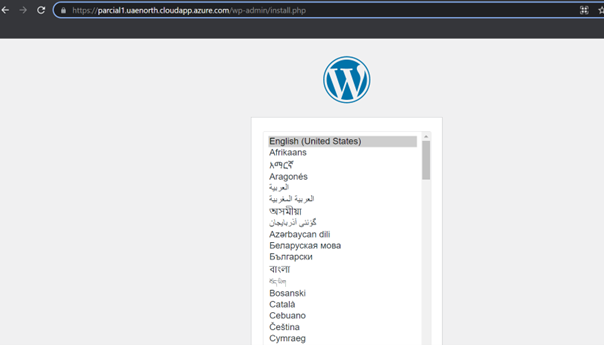 https://parcial1.uaenorth.cloudapp.azure.com/wp-admin/install.php
English (United States)
Afrikaans
አማርኛ
Aragonés
العربية
العربية المغربية
অসমীয়া
گؤنئی آذربایجان
Azərbaycan dili
Беларуская мова
Български
বাংলা
བོད་ཡིག
Bosanski
Català
Cebuano
Čeština
Cymraeg